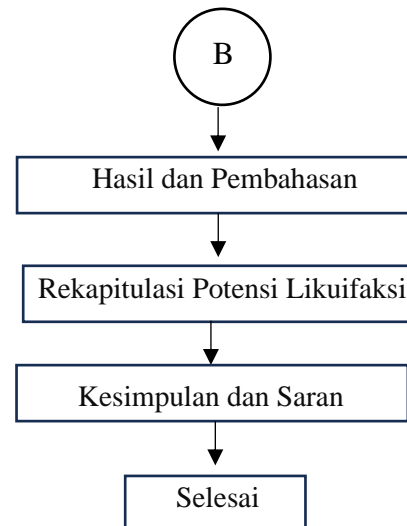 B
Hasil dan Pembahasan
Rekapitulasi Potensi Likuifaksi
Kesimpulan dan Saran
Selesai